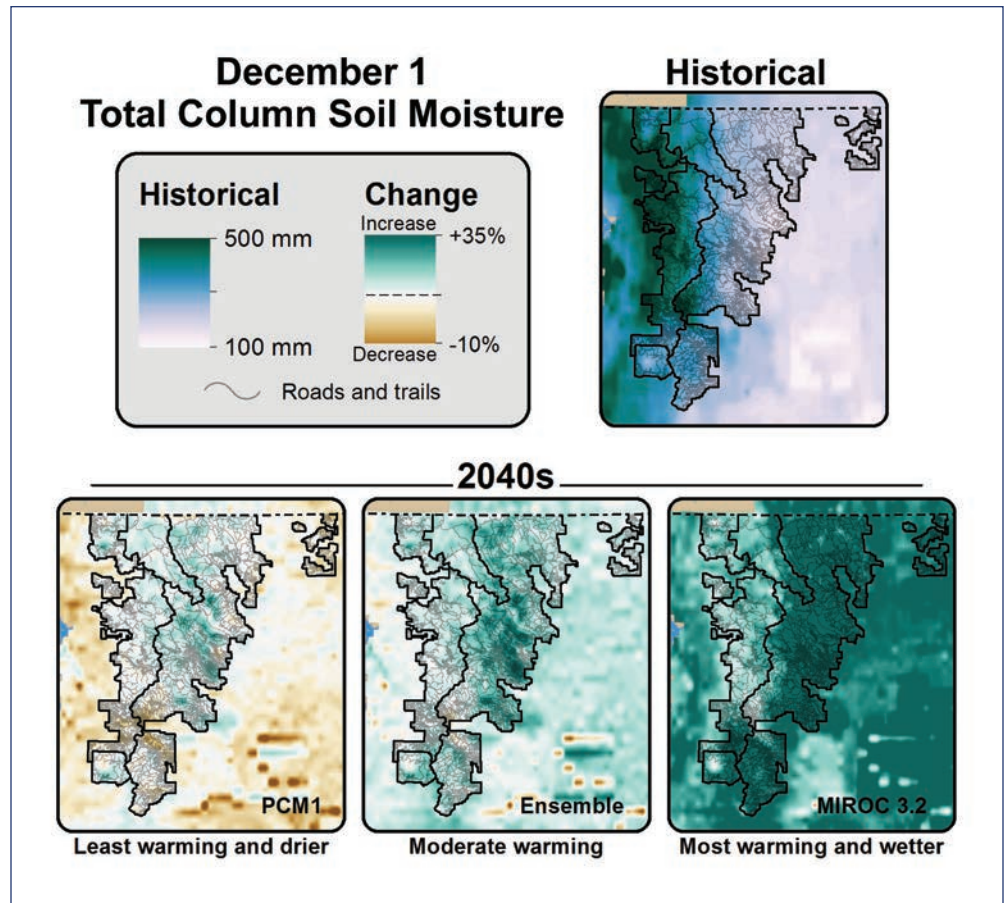 December 1
Total Column Soil Moisture
Historical
Historical
500 mm
100 mm
Change
Increase
+35%
Decrease
-10%
Roads and trails
2040s
PCM1
Ensemble
MIROC 3.2
Least warming and drier
Moderate warming
Most warming and wetter